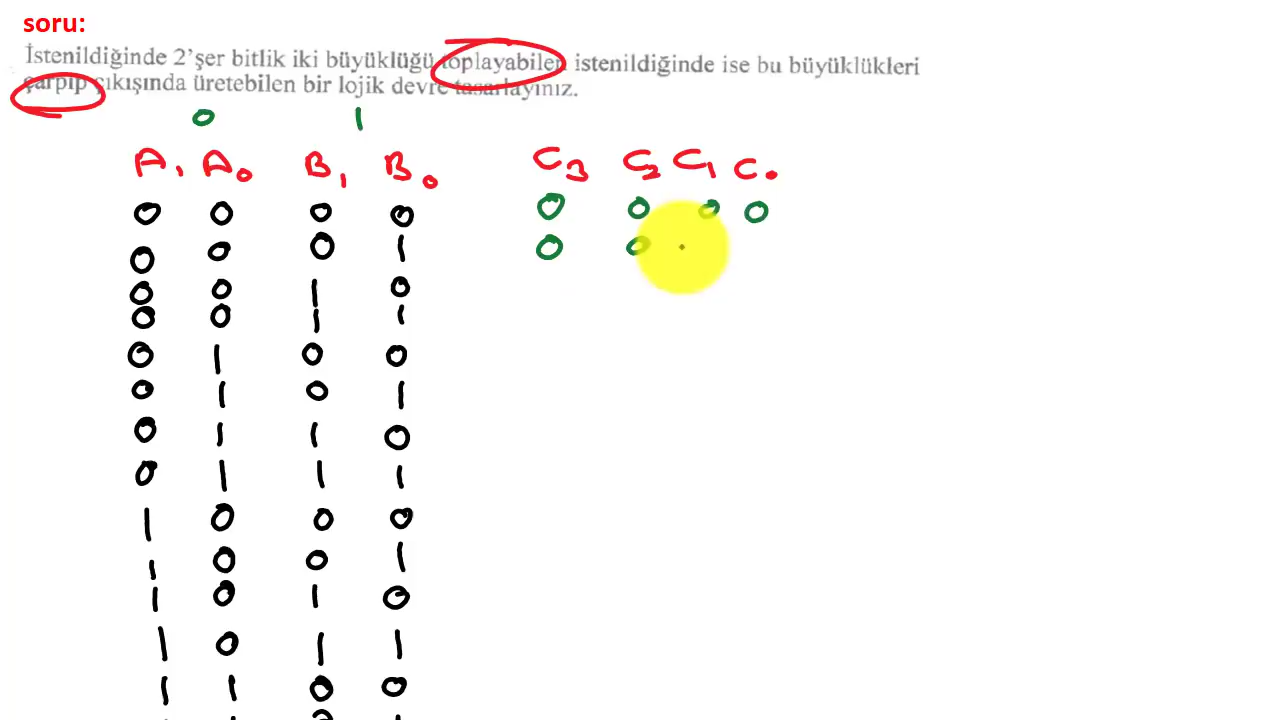 soru:
İstenildiğinde 2'şer bitlik iki büyüklüğü toplayabilen istenildiğinde ise bu büyüklükleri
çarpıp çıkışında üretebilen bir lojik devre tasarlayınız.
0 1
A1 A0 B1 B0 C3 C2 C1 C0
0 0 0 0 0 0 0 0
0 0 0 1 0 0
0 0 1 0
0 0 1 1
0 1 0 0
0 1 0 1
0 1 1 0
0 1 1 1
1 0 0 0
1 0 0 1
1 0 1 0
1 0 1 1
1 1 0 0